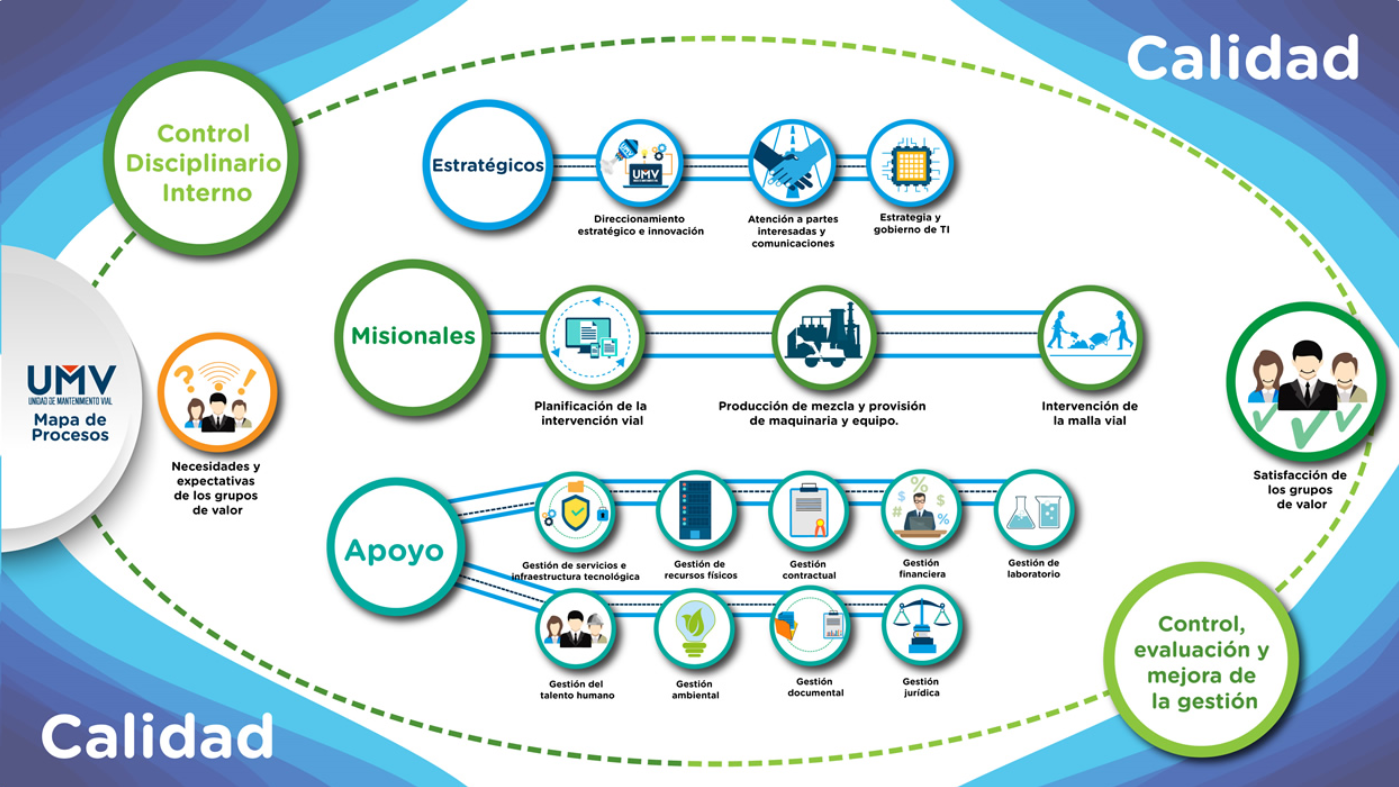 Calidad
Control
Disciplinario
Interno
Estratégicos
UMV
UMV
Direccionamiento
estratégico e innovación
Atención a partes
interesadas y
comunicaciones
Estrategia y
gobierno de TI
Misionales
Planificación de la
intervención vial
Producción de mezcla y provisión
de maquinaria y equipo.
Intervención de
la malla vial
UMV
UNIDAD DE MANTENIMIENTO VIAL
Mapa de
Procesos
Necesidades y
expectativas
de los grupos
de valor
Satisfacción de
los grupos
de valor
Apoyo
Gestión de servicios e
infraestructura tecnológica
Gestión de
recursos físicos
Gestión
contractual
Gestión
financiera
Gestión de
laboratorio
Gestión del
talento humano
Gestión
ambiental
Gestión
documental
Gestión
jurídica
Control,
evaluación y
mejora de
la gestión
Calidad